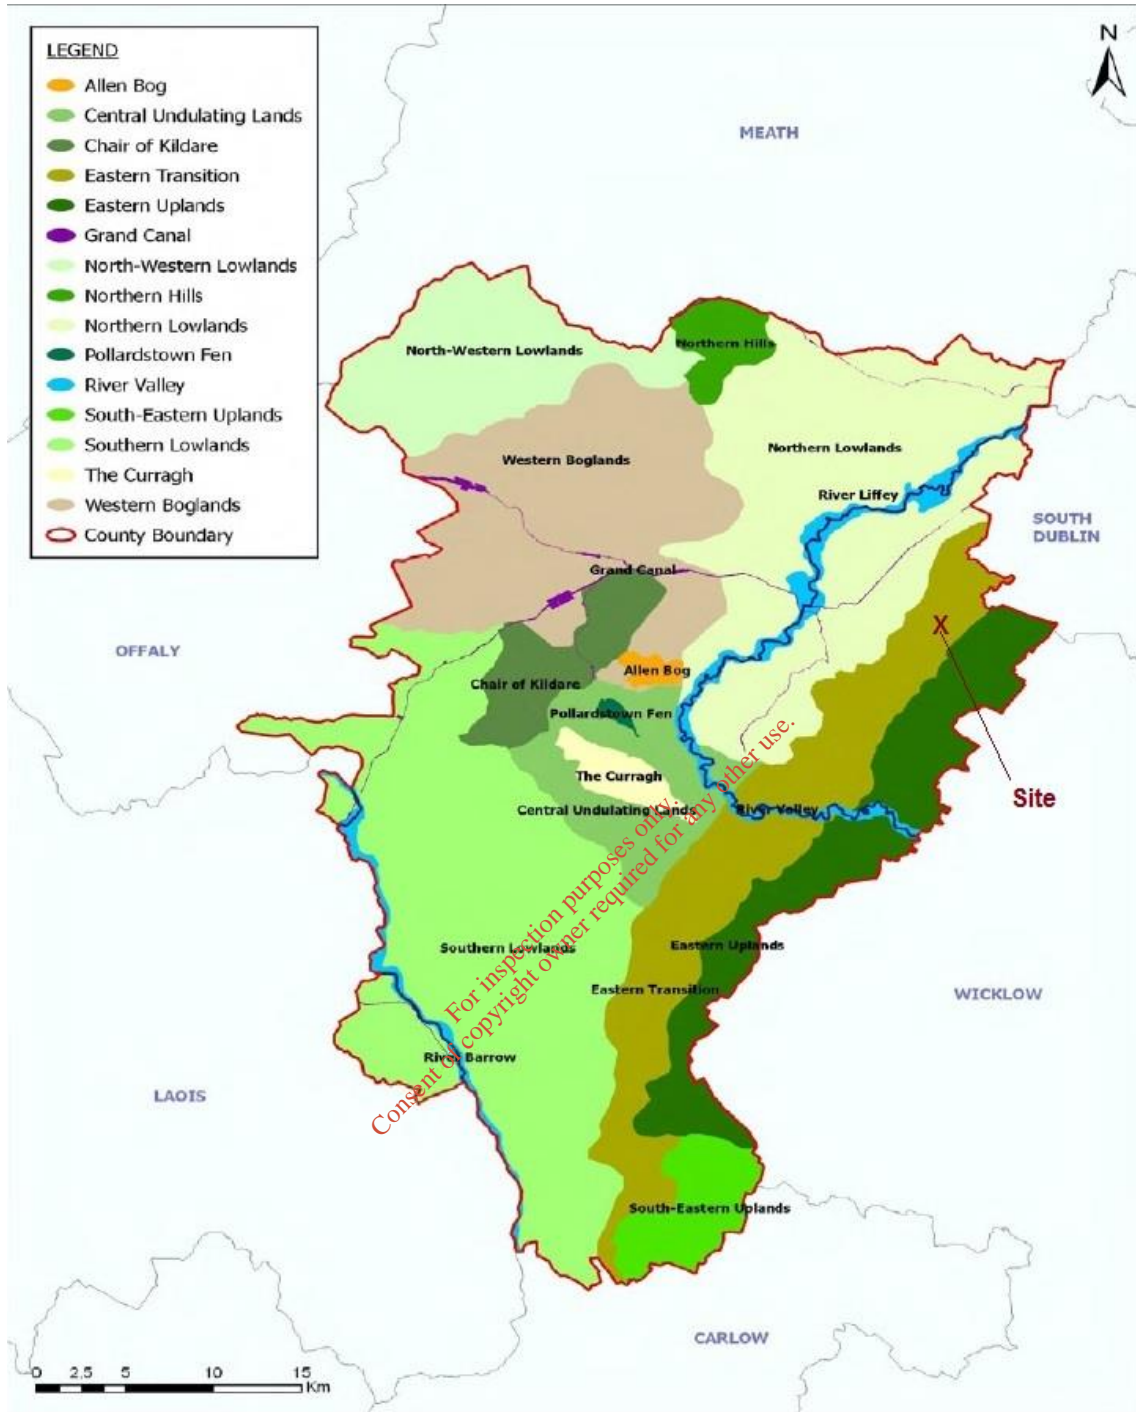 LEGEND
Allen Bog
Central Undulating Lands
Chair of Kildare
Eastern Transition
Eastern Uplands
Grand Canal
North-Western Lowlands
Northern Hills
Northern Lowlands
Pollardstown Fen
River Valley
South-Eastern Uplands
Southern Lowlands
The Curragh
Western Boglands
County Boundary
N
MEATH
Northern Hills
North-Western Lowlands
Northern Lowlands
Western Boglands
River Liffey
SOUTH
DUBLIN
Grand Canal
X
OFFALY
Allen Bog
Chair of Kildare
Pollardstown Fen
The Curragh
Site
Central Undulating Lands
River Valley
For inspection purposes only.
Consent of copyright owner required for any other use.
Southern Lowlands
Eastern Uplands
Eastern Transition
WICKLOW
River Barrow
LAOIS
South-Eastern Uplands
CARLOW
0 2.5 5 10 15
Km